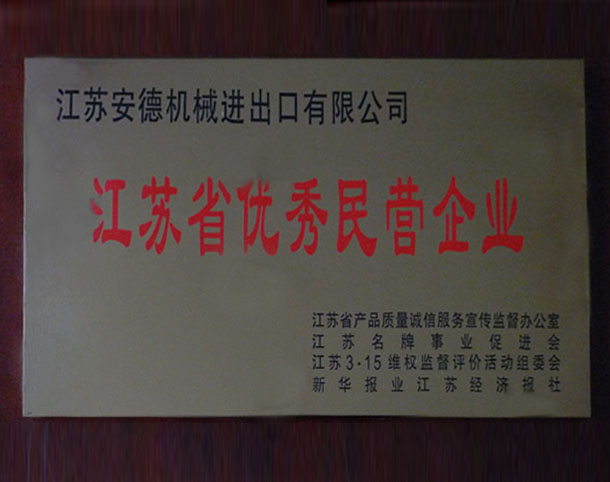 江苏安德机械进出口有限公司
江苏省优秀民营企业
江苏省产品质量诚信服务宣传监督办公室
江苏名牌事业促进会
江苏3-15维权监督评价活动组委会
新华报业江苏经济报社